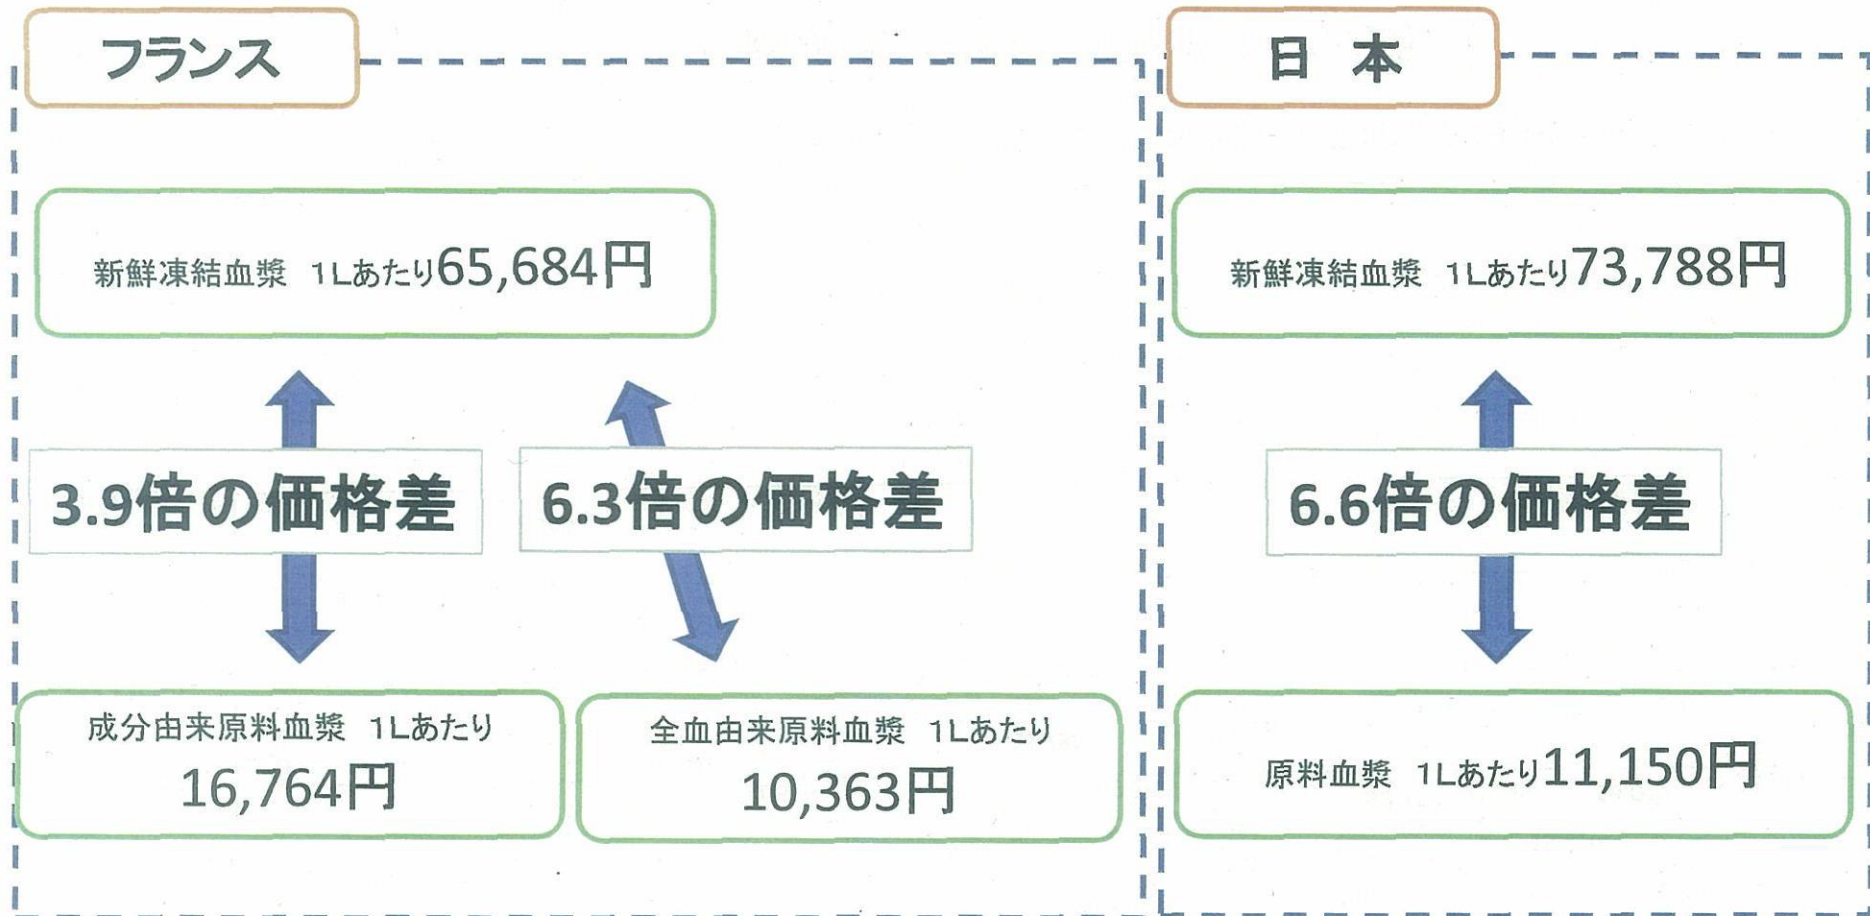 フランス
新鮮凍結血漿 1Lあたり65,684円
3.9倍の価格差
6.3倍の価格差
成分由来原料血漿 1Lあたり
16,764円
全血由来原料血漿 1Lあたり
10,363円
日 本
新鮮凍結血漿 1Lあたり73,788円
6.6倍の価格差
原料血漿 1Lあたり11,150円